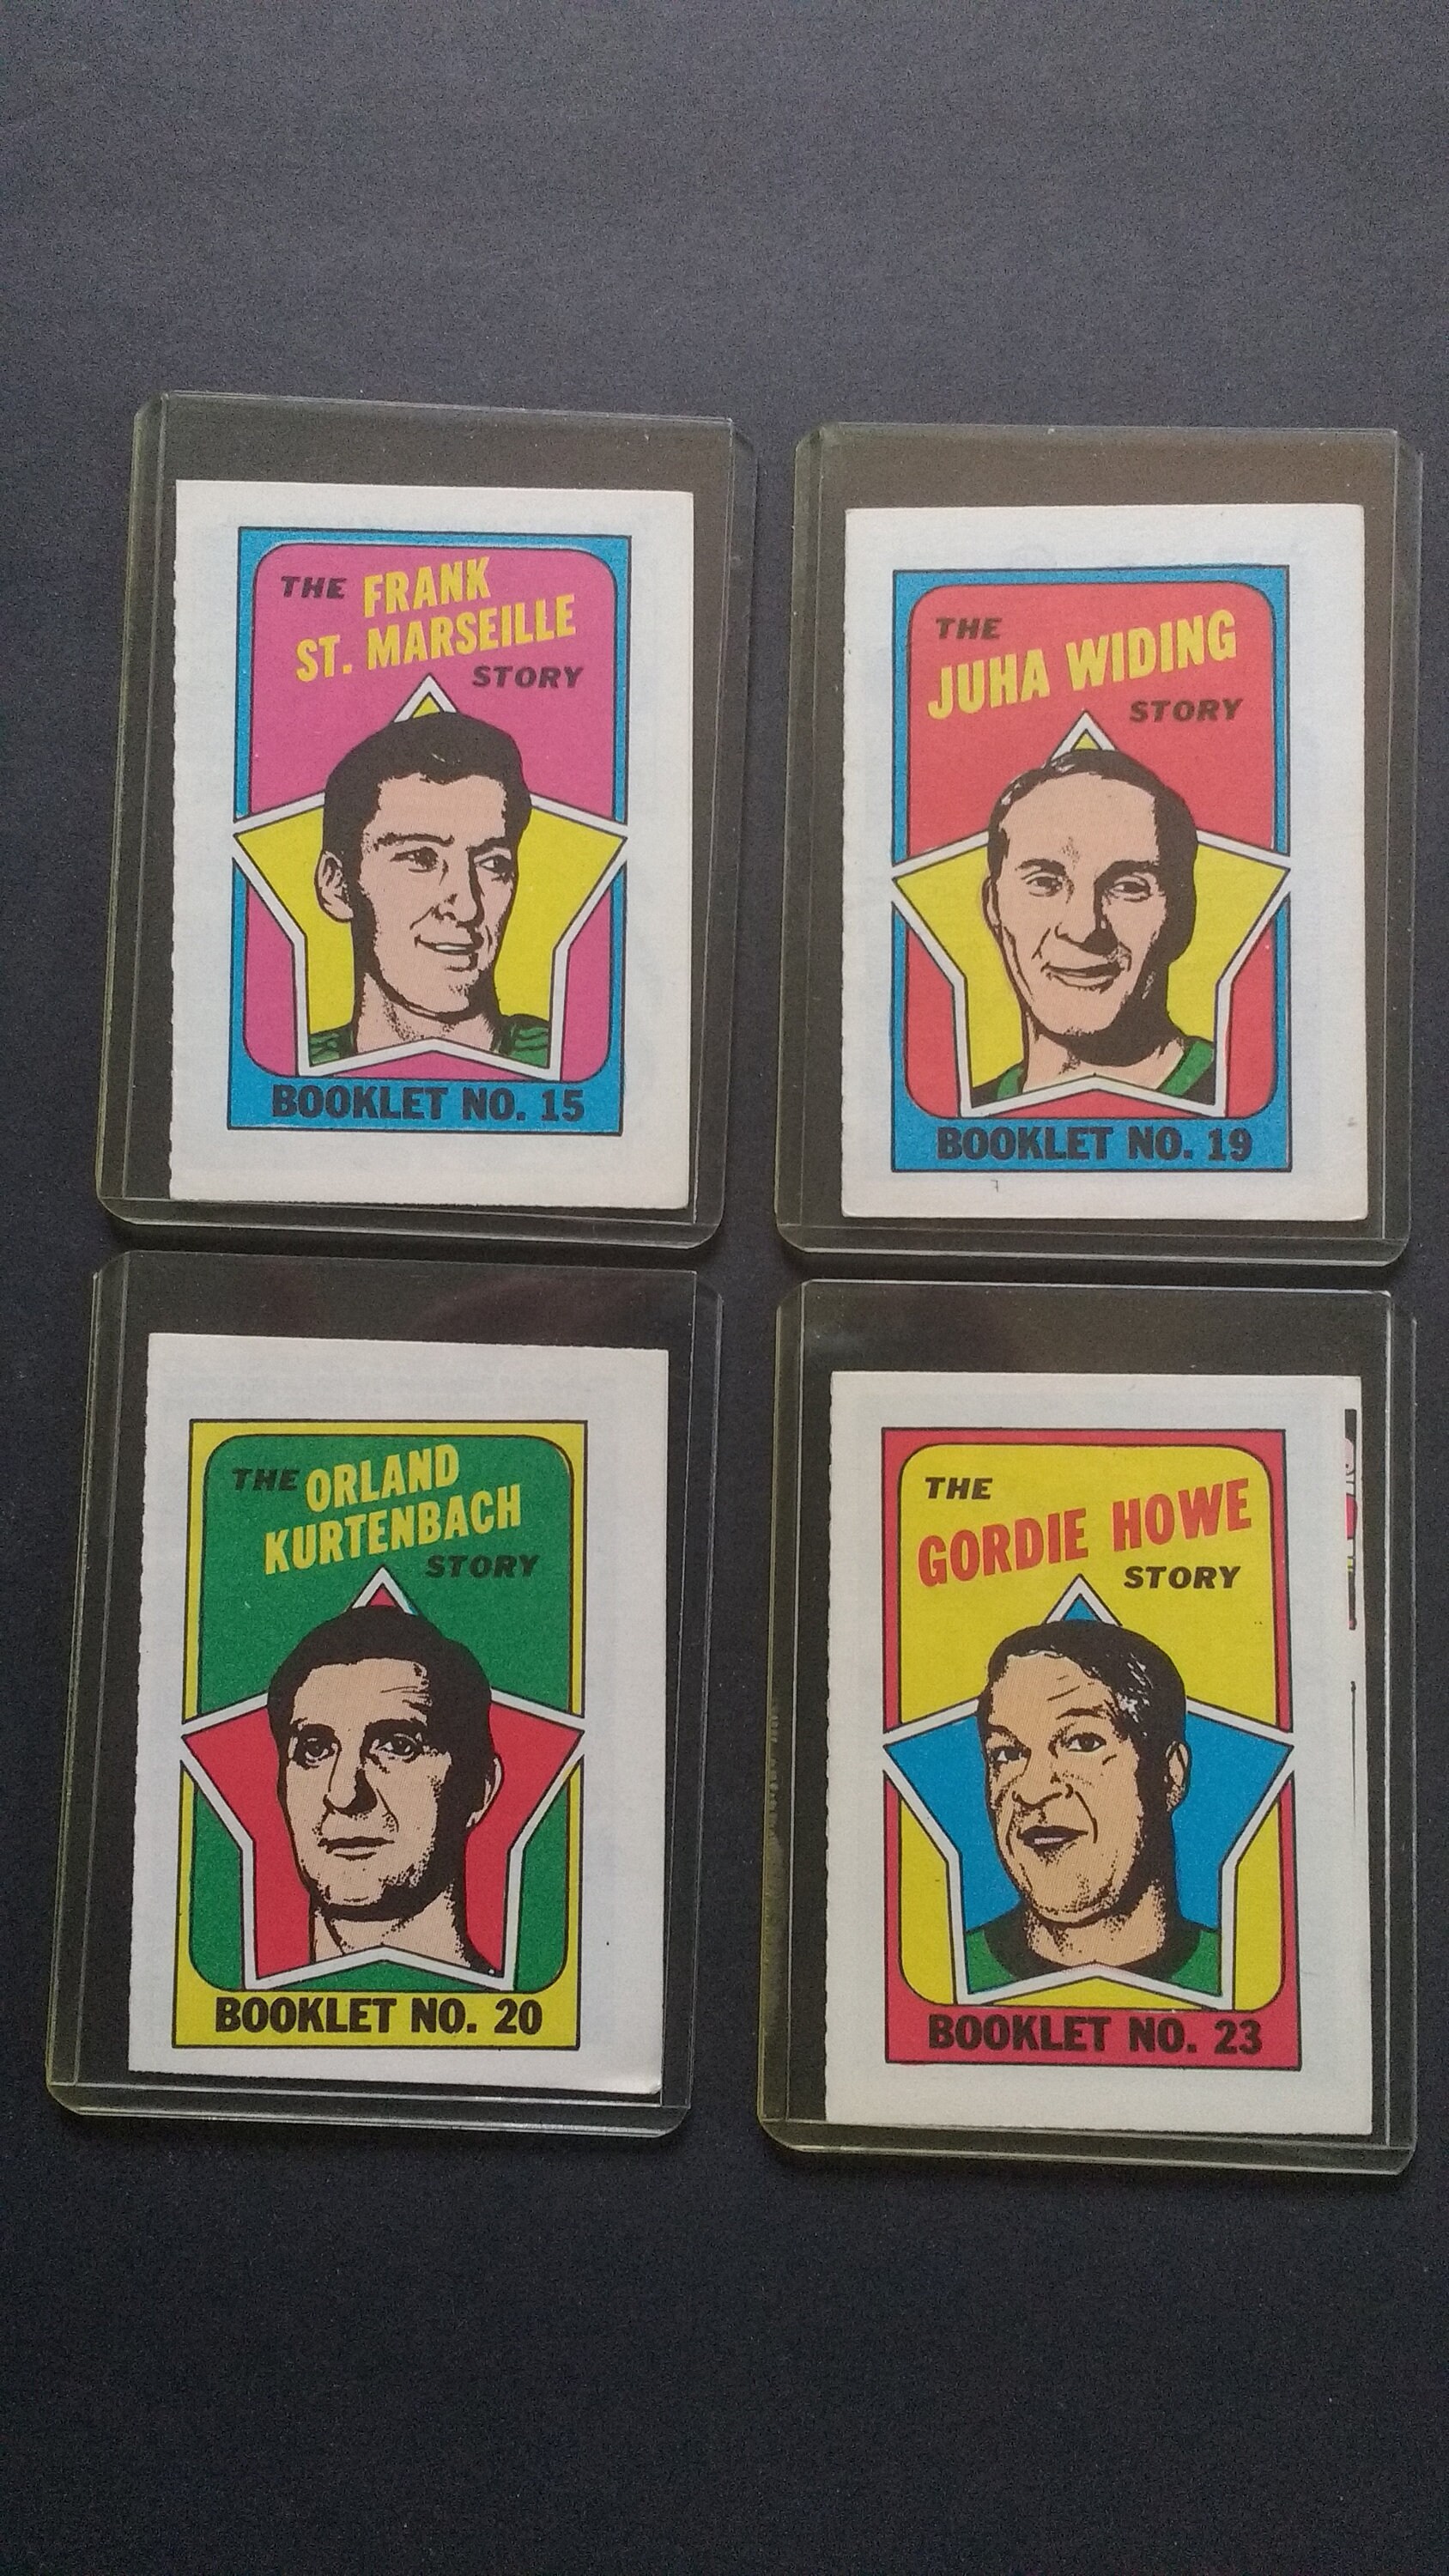 THE FRANK
ST. MARSEILLE
STORY
BOOKLET NO. 15
THE
JUHA WIDING
STORY
BOOKLET NO. 19
THE ORLAND
KURTENBACH
STORY
BOOKLET NO. 20
THE
GORDIE HOWE
STORY
BOOKLET NO. 23